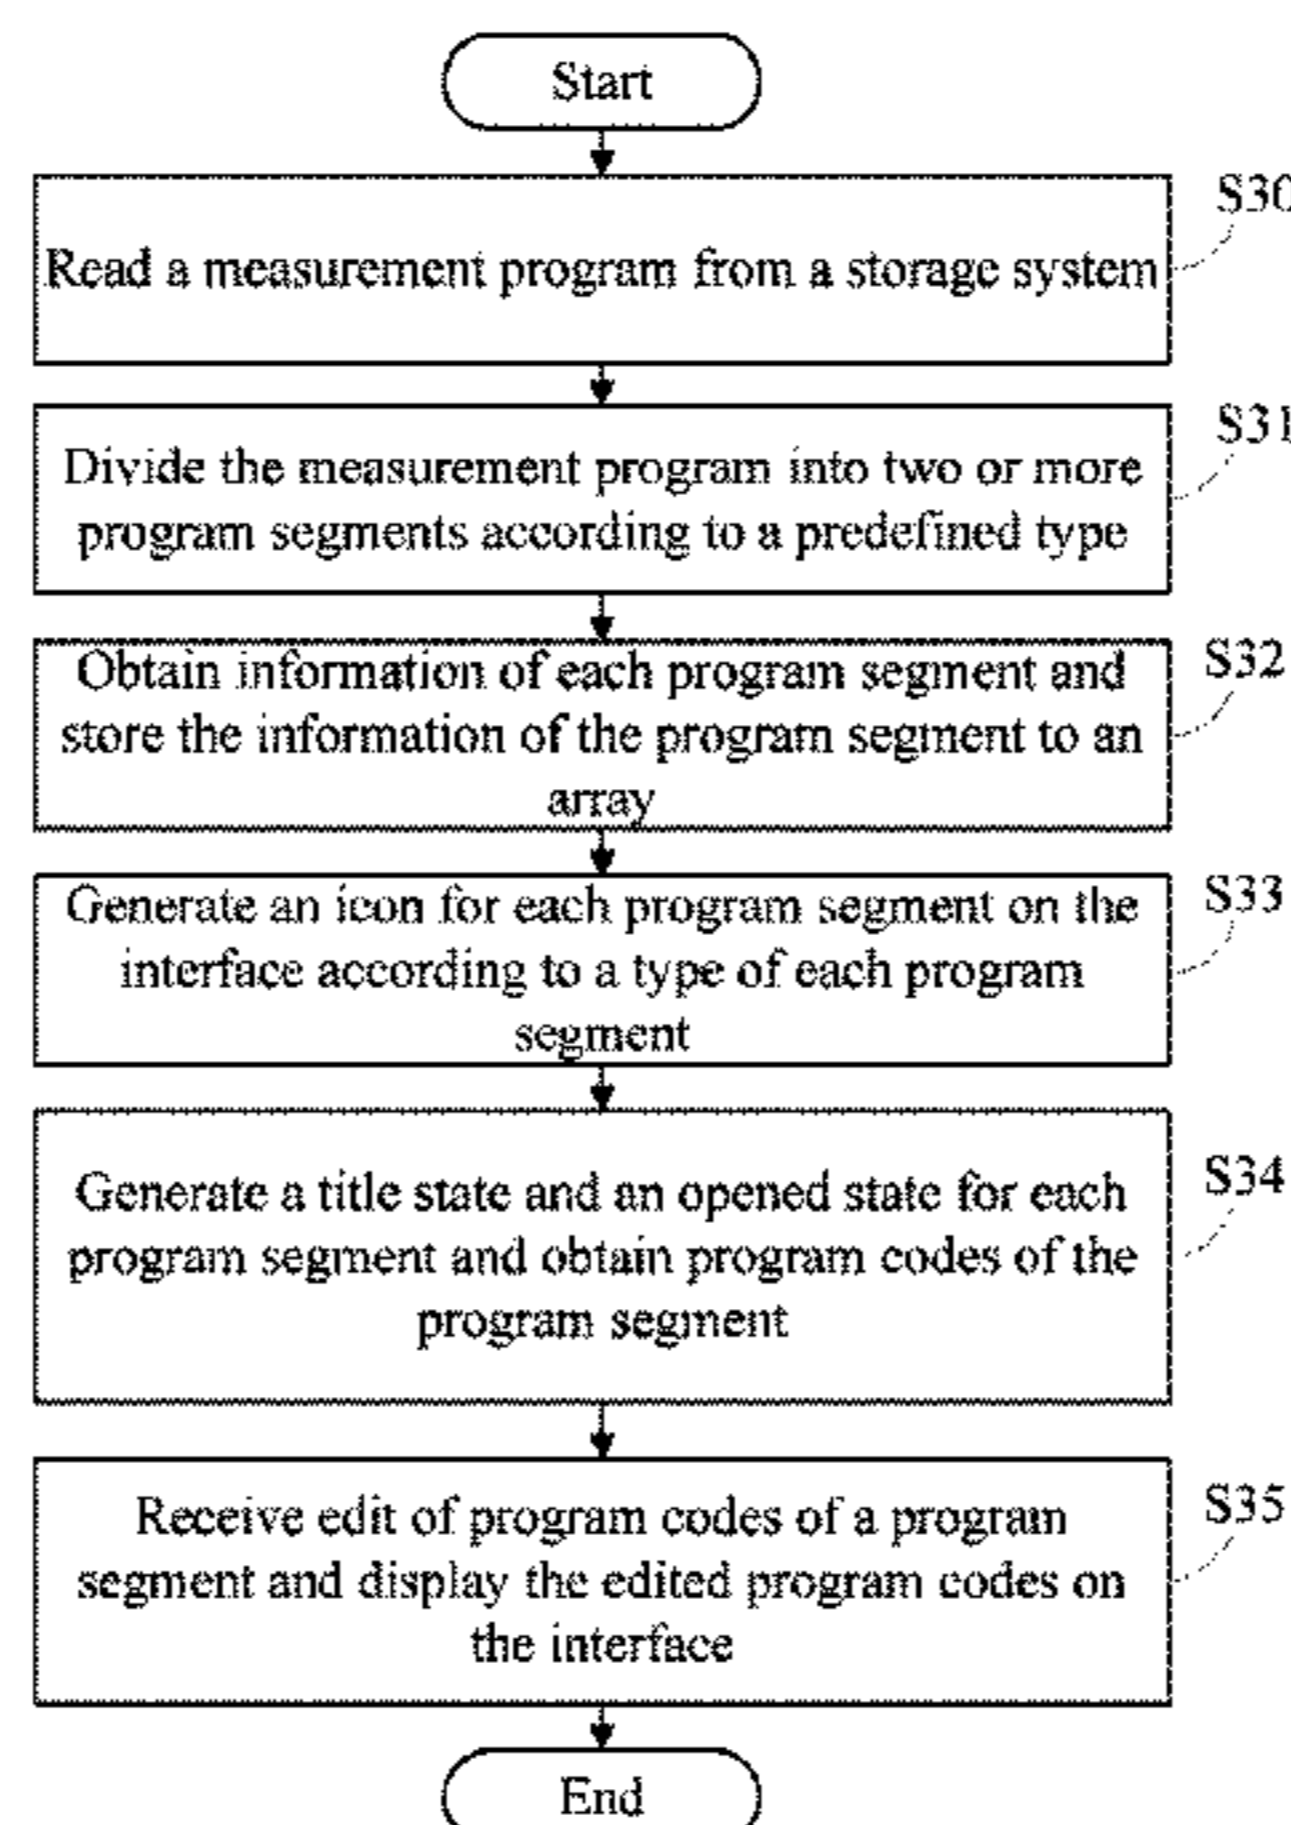 Start
S30
Read a measurement program from a storage system
S31
Divide the measurement program into two or more
program segments according to a predefined type
S32
Obtain information of each program segment and
store the information of the program segment to an
array
S33
Generate an icon for each program segment on the
interface according to a type of each program
segment
S34
Generate a title state and an opened state for each
program segment and obtain program codes of the
program segment
S35
Receive edit of program codes of a program
segment and display the edited program codes on
the interface
End